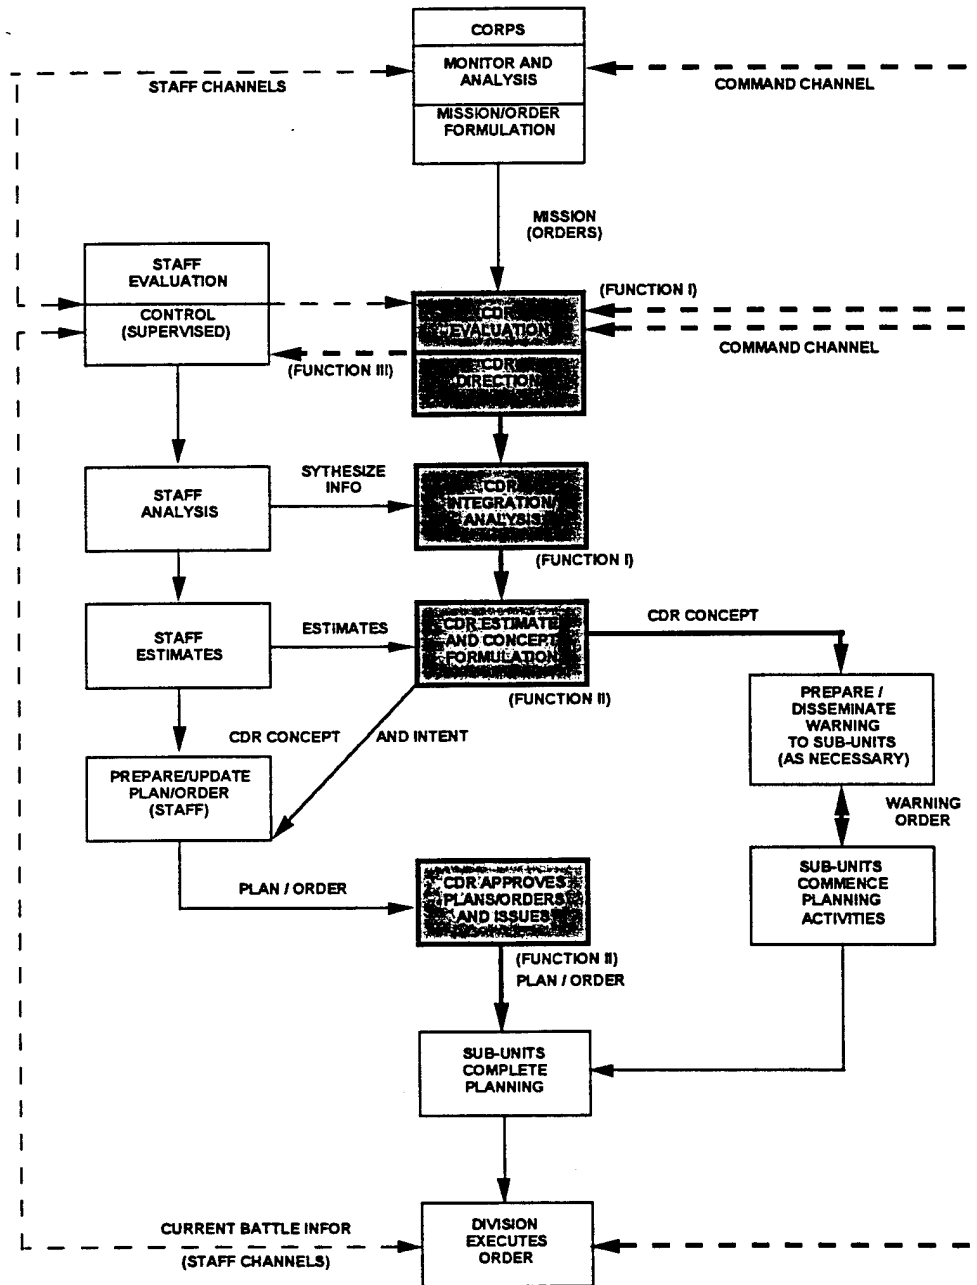 CORPS
MONITOR AND
ANALYSIS
MISSION/ORDER
FORMULATION
STAFF CHANNELS
COMMAND CHANNEL
MISSION
(ORDERS)
STAFF
EVALUATION
CONTROL
(SUPERVISED)
(FUNCTION I)
CDR
EVALUATION
CDR
DIRECTION
COMMAND CHANNEL
(FUNCTION III)
STAFF
ANALYSIS
SYTHESIZE
INFO
CDR
INTEGRATION/
ANALYSIS
(FUNCTION I)
STAFF
ESTIMATES
ESTIMATES
CDR ESTIMATE
AND CONCEPT
FORMULATION
(FUNCTION II)
CDR CONCEPT
PREPARE /
DISSEMINATE
WARNING
TO SUB-UNITS
(AS NECESSARY)
CDR CONCEPT AND INTENT
PREPARE/UPDATE
PLAN/ORDER
(STAFF)
WARNING
ORDER
SUB-UNITS
COMMENCE
PLANNING
ACTIVITIES
PLAN / ORDER
CDR APPROVES
PLANS/ORDERS
AND ISSUES
(FUNCTION II)
PLAN / ORDER
SUB-UNITS
COMPLETE
PLANNING
CURRENT BATTLE INFOR
(STAFF CHANNELS)
DIVISION
EXECUTES
ORDER